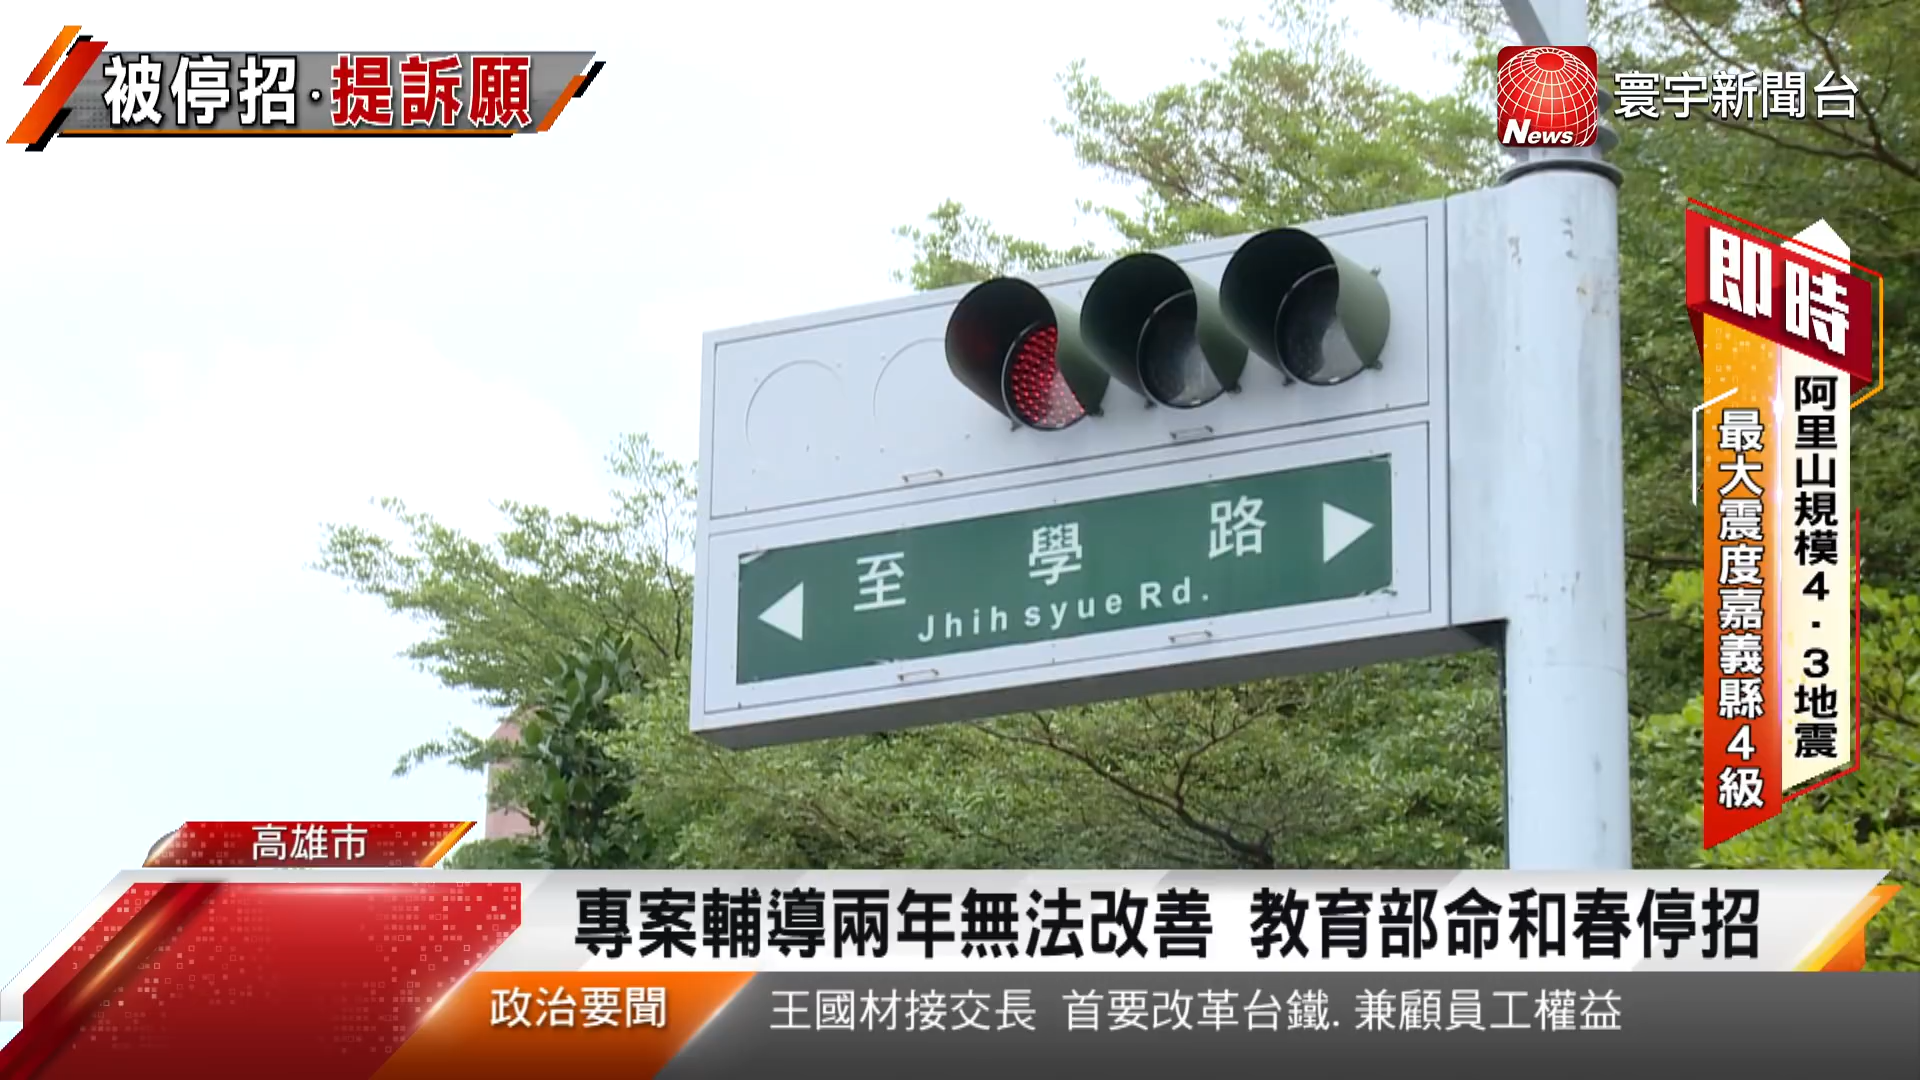 被停招·提訴願
News
寰宇新聞台
即時
阿里山規模4.3地震
最大震度嘉義縣4級
至學路
Jhih syue Rd.
高雄市
專案輔導兩年無法改善 教育部命和春停招
政治要聞
王國材接交長 首要改革台鐵.兼顧員工權益